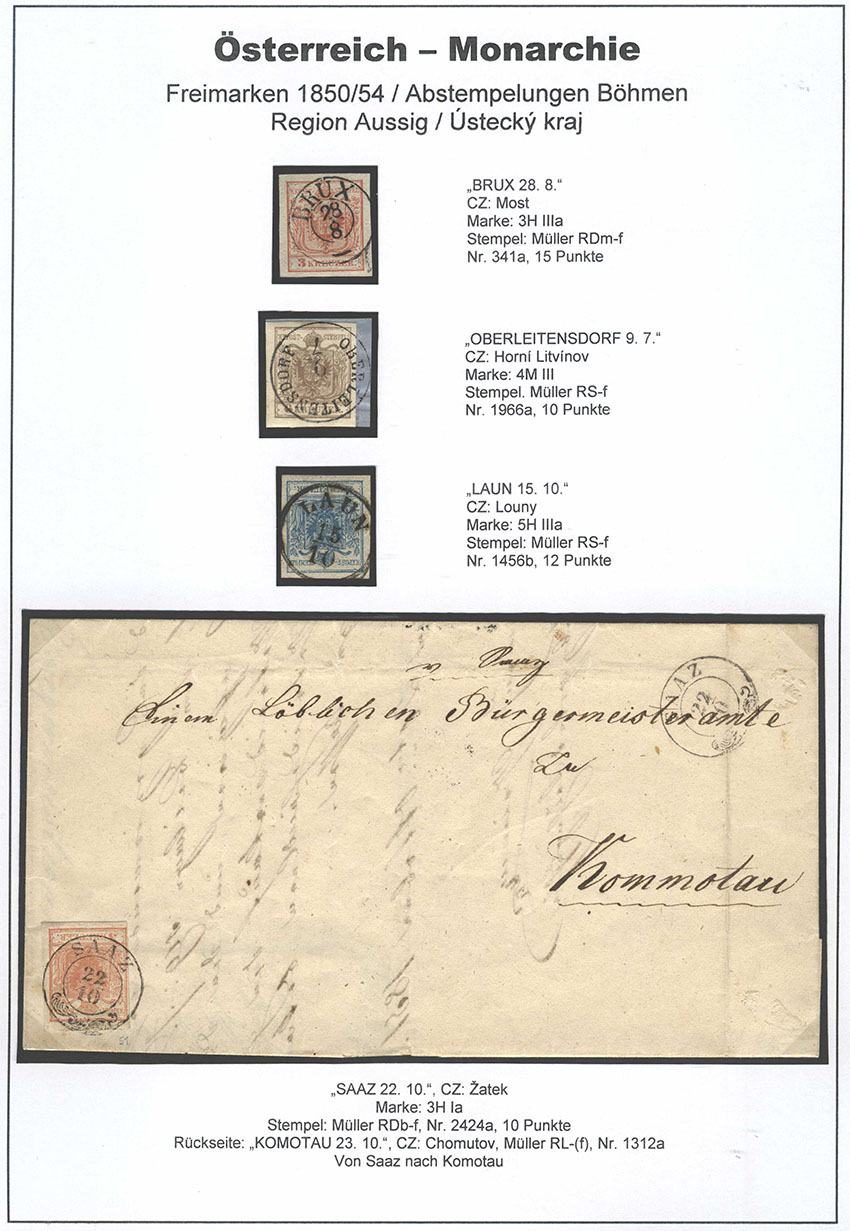 Österreich – Monarchie
Freimarken 1850/54 / Abstempelungen Böhmen
Region Aussig / Ústecký kraj
BRUX
28
8
3 KREUZER
„BRUX 28. 8.“
CZ: Most
Marke: 3H IIIa
Stempel: Müller RDm-f
Nr. 341a, 15 Punkte
OBERLEITENSDORF
„OBERLEITENSDORF 9. 7.“
CZ: Horní Litvínov
Marke: 4M III
Stempel. Müller RS-f
Nr. 1966a, 10 Punkte
LAUN
15
10
„LAUN 15. 10.“
CZ: Louny
Marke: 5H IIIa
Stempel: Müller RS-f
Nr. 1456b, 12 Punkte
SAAZ
22
Einem Löblichen Bürgermeisteramte
Zu
Kommotau
SAAZ
22
10
„SAAZ 22. 10.“, CZ: Žatek
Marke: 3H Ia
Stempel: Müller RDb-f, Nr. 2424a, 10 Punkte
Rückseite: „KOMOTAU 23. 10.“, CZ: Chomutov, Müller RL-(f), Nr. 1312a
Von Saaz nach Komotau